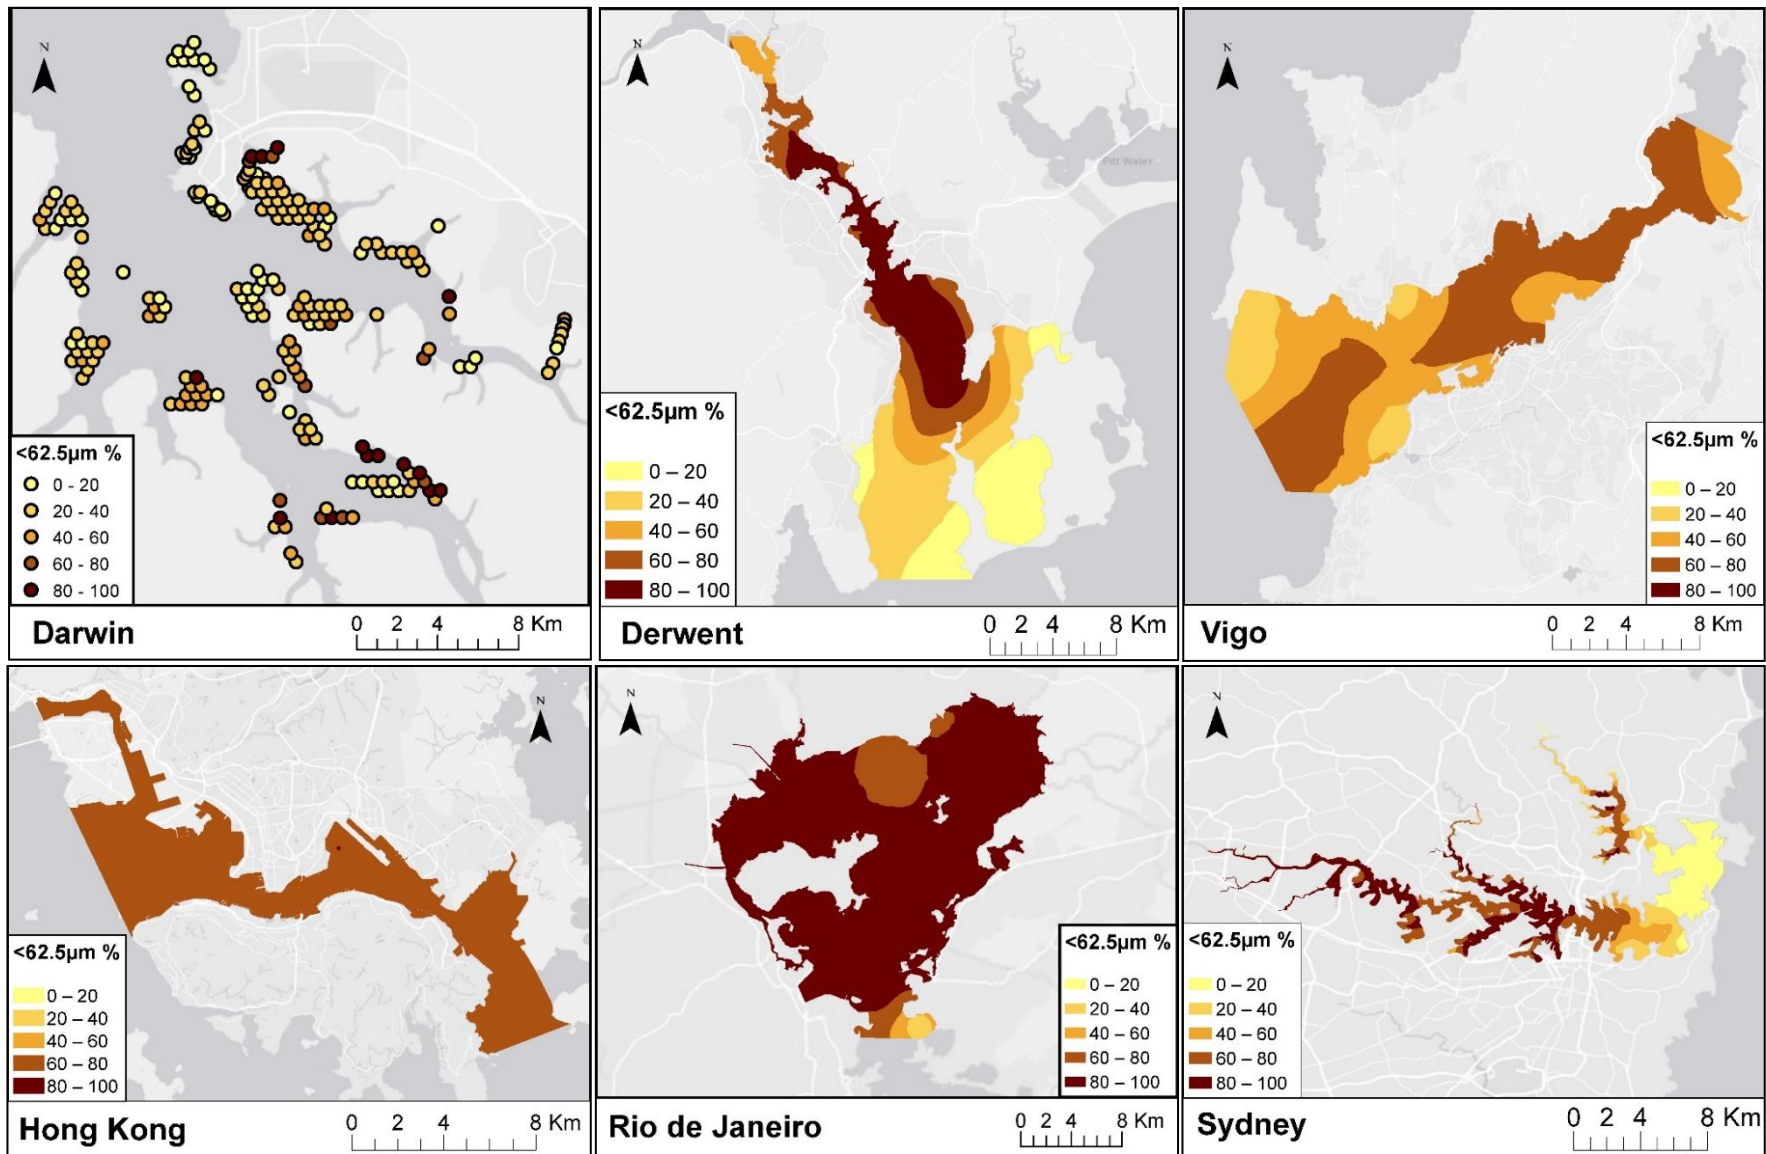 N
<62.5µm %
0 - 20
20 - 40
40 - 60
60 - 80
80 - 100
Darwin
0 2 4 8 Km
N
Pitt Water
<62.5µm %
0 – 20
20 – 40
40 – 60
60 – 80
80 – 100
Derwent
0 2 4 8 Km
N
<62.5µm %
0 – 20
20 – 40
40 – 60
60 – 80
80 – 100
Vigo
0 2 4 8 Km
N
<62.5µm %
0 – 20
20 – 40
40 – 60
60 – 80
80 – 100
Hong Kong
0 2 4 8 Km
N
<62.5µm %
0 – 20
20 – 40
40 – 60
60 – 80
80 – 100
Rio de Janeiro
0 2 4 8 Km
N
<62.5µm %
0 – 20
20 – 40
40 – 60
60 – 80
80 – 100
Sydney
0 2 4 8 Km